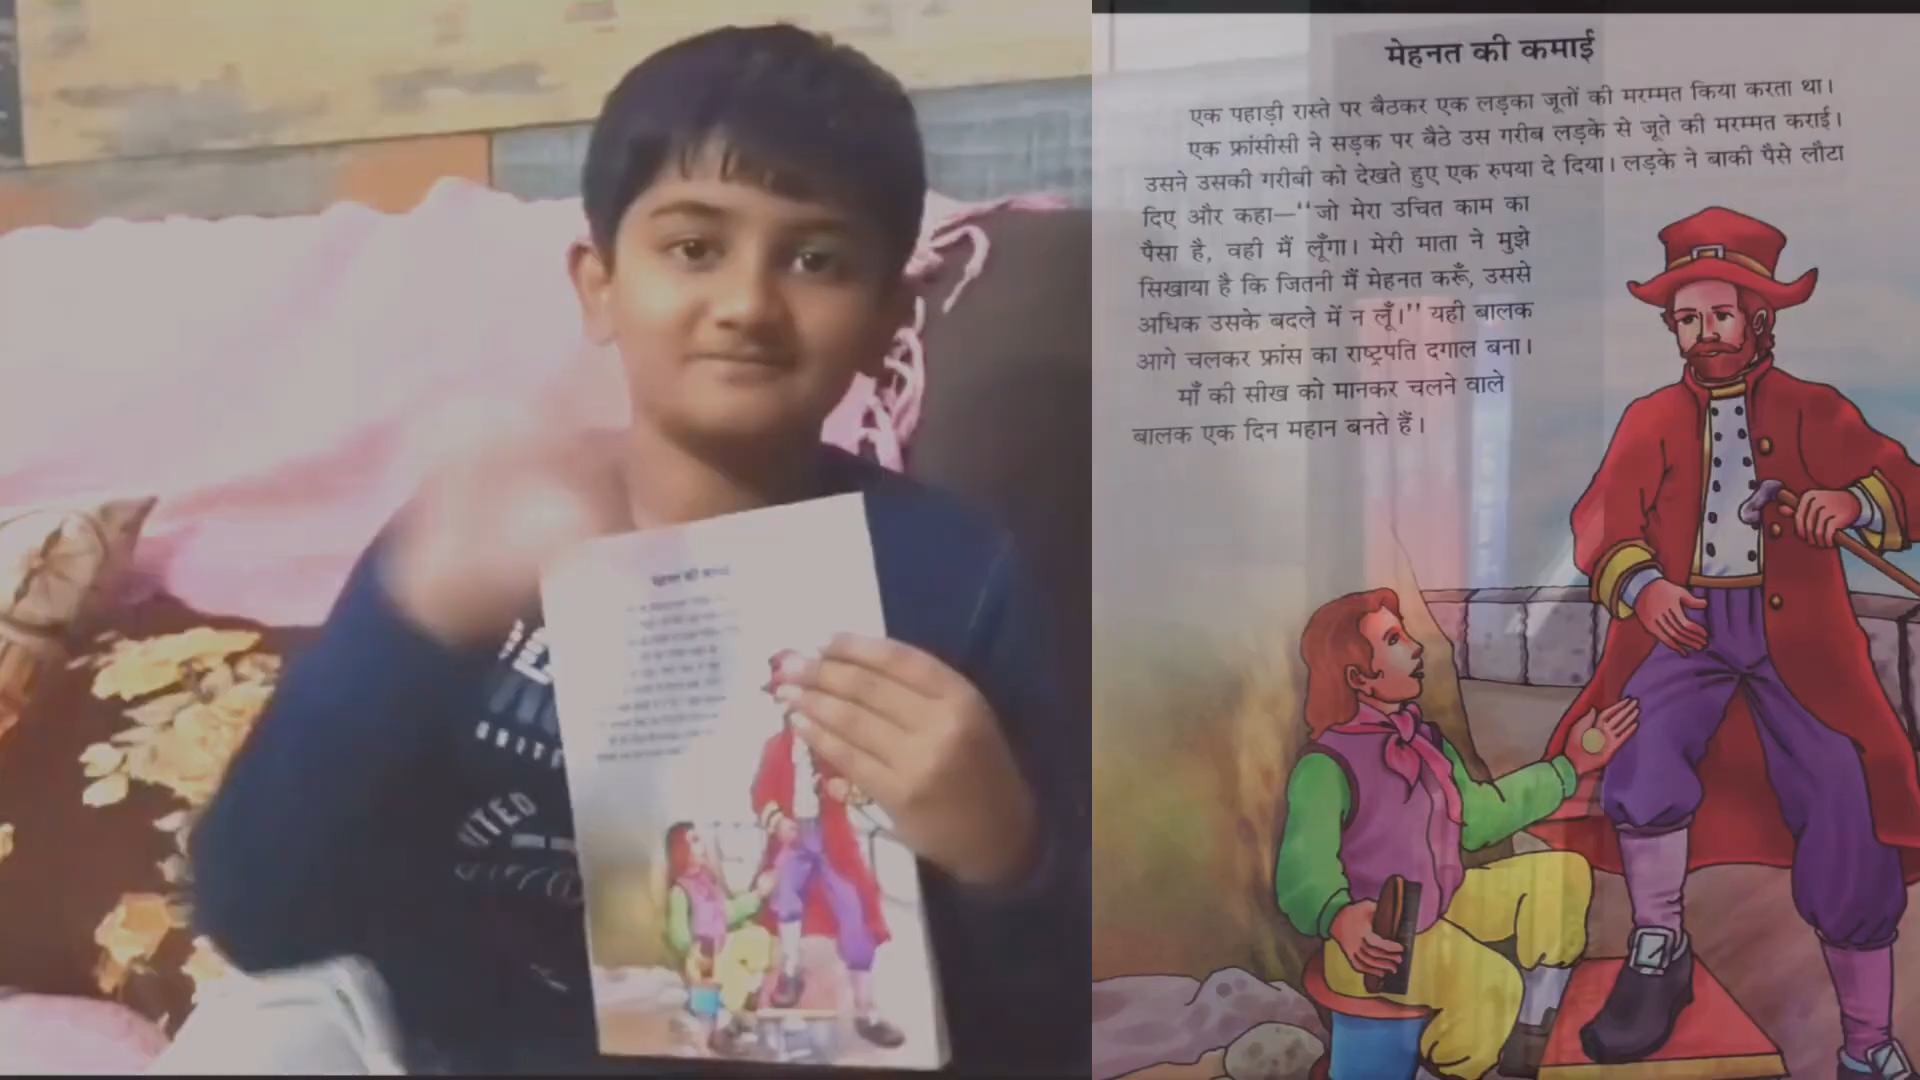 मेहनत की कमाई
एक पहाड़ी रास्ते पर बैठकर एक लड़का जूतों की मरम्मत किया करता था।
एक फ्रांसीसी ने सड़क पर बैठे उस गरीब लड़के से जूते की मरम्मत कराई।
उसने उसकी गरीबी को देखते हुए एक रुपया दे दिया। लड़के ने बाकी पैसे लौटा
दिए और कहा—“जो मेरा उचित काम का
पैसा है, वही मैं लूँगा। मेरी माता ने मुझे
सिखाया है कि जितनी मैं मेहनत करूँ, उससे
अधिक उसके बदले में न लूँ।” यही बालक
आगे चलकर फ्रांस का राष्ट्रपति दगाल बना।
माँ की सीख को मानकर चलने वाले
बालक एक दिन महान बनते हैं।